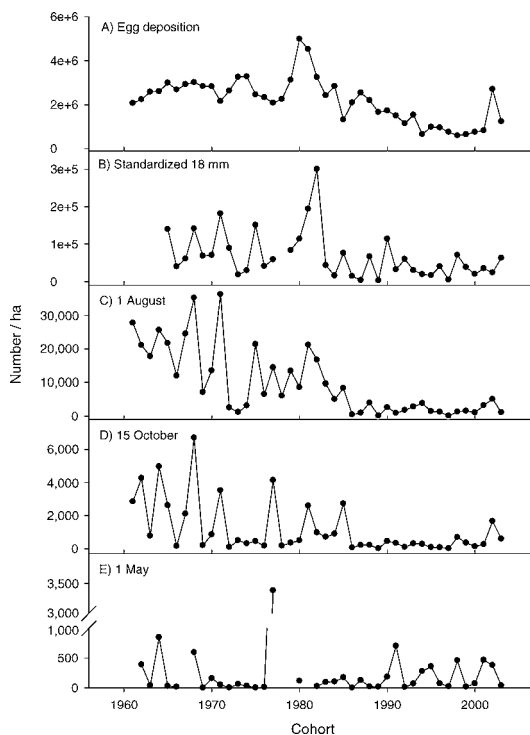 A) Egg deposition
6e+6
4e+6
2e+6
0
B) Standardized 18 mm
3e+5
2e+5
1e+5
0
C) 1 August
30,000
20,000
10,000
0
D) 15 October
6,000
4,000
2,000
0
E) 1 May
3,500
3,000
1,000
500
0
Number / ha
1960 1970 1980 1990 2000
Cohort